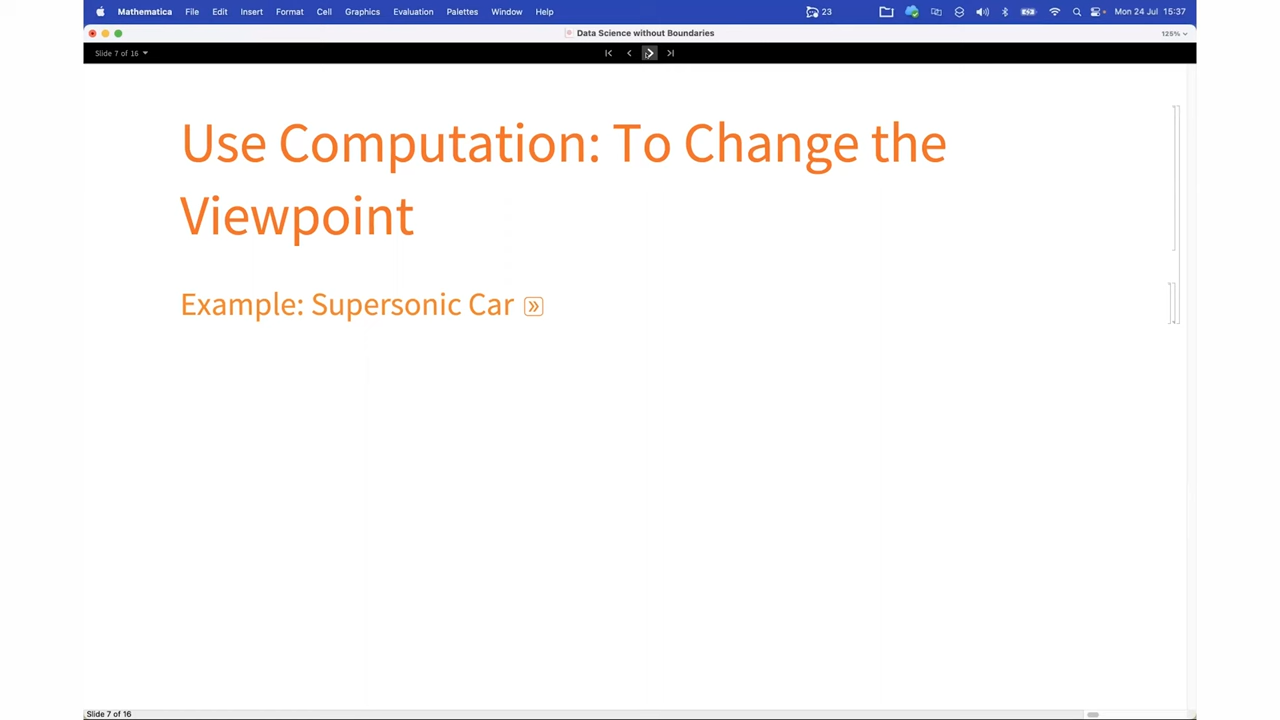 Mathematica File Edit Insert Format Cell Graphics Evaluation Palettes Window Help 23 Mon 24 Jul 15:37
Data Science without Boundaries 125%
Slide 7 of 16
Use Computation: To Change the
Viewpoint
Example: Supersonic Car »
Slide 7 of 16